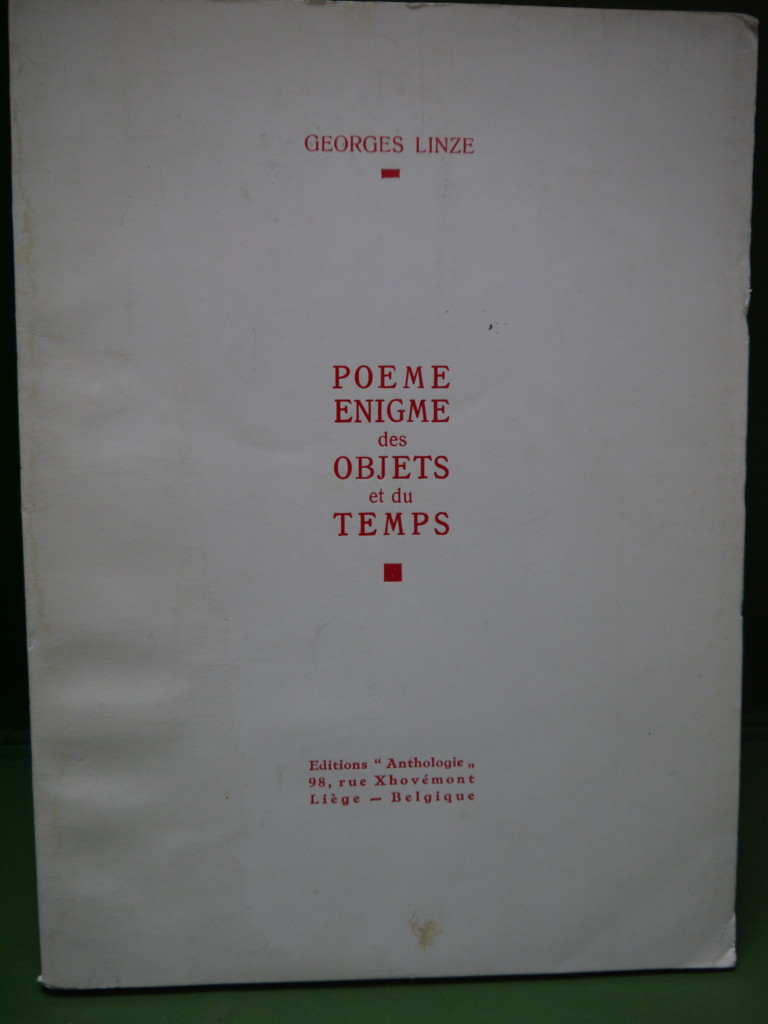 GEORGES LINZE
POEME
ENIGME
des
OBJETS
et du
TEMPS
Editions “ Anthologie „
98, rue Xhovémont
Liège — Belgique